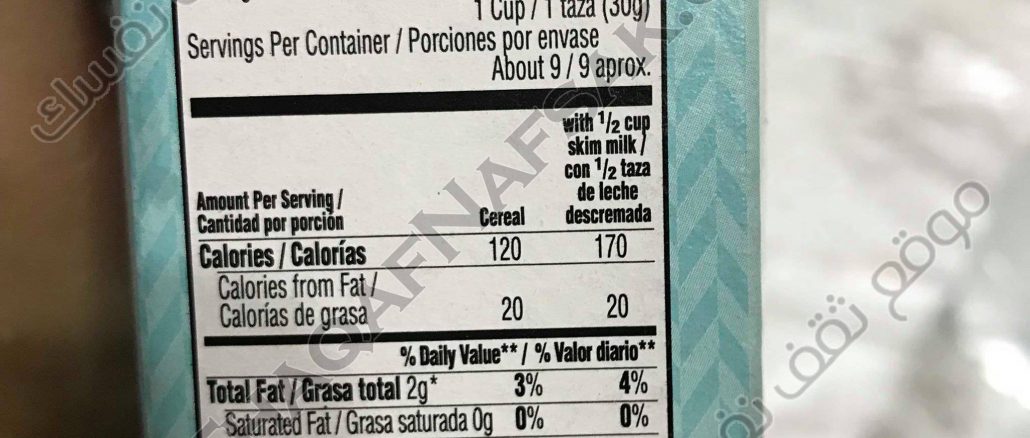 1 Cup / 1 taza (30g)
Servings Per Container / Porciones por envase
About 9 / 9 aprox.
with 1/2 cup
skim milk /
con 1/2 taza
de leche
descremada
Amount Per Serving /
Cantidad por porción
Cereal
Calories / Calorías 120 170
Calories from Fat /
Calorías de grasa 20 20
% Daily Value** / % Valor diario**
Total Fat / Grasa total 2g* 3% 4%
Saturated Fat / Grasa saturada 0g 0% 0%
موقع ثقف نفسك